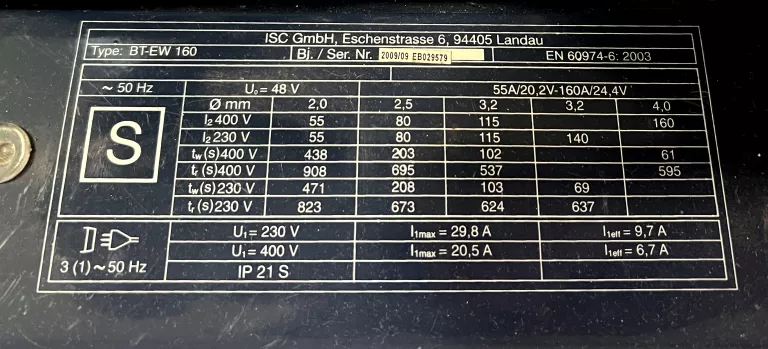 ISC GmbH, Eschenstrasse 6, 94405 Landau
Type: BT-EW 160 Bj. / Ser. Nr. 2009/09 EB029579 EN 60974-6: 2003
~ 50 Hz U₀= 48 V 55A/20,2V-160A/24,4V
Ø mm 2,0 2,5 3,2 3,2 4,0
I₂ 400 V 55 80 115 160
I₂ 230 V 55 80 115 140
S
tw (s)400 V 438 203 102 61
tr (s)400 V 908 695 537 595
tw (s)230 V 471 208 103 69
tr (s)230 V 823 673 624 637
U₁= 230 V I1max = 29,8 A I1eff = 9,7 A
U₁= 400 V I1max = 20,5 A I1eff = 6,7 A
3 (1) ~ 50 Hz IP 21 S